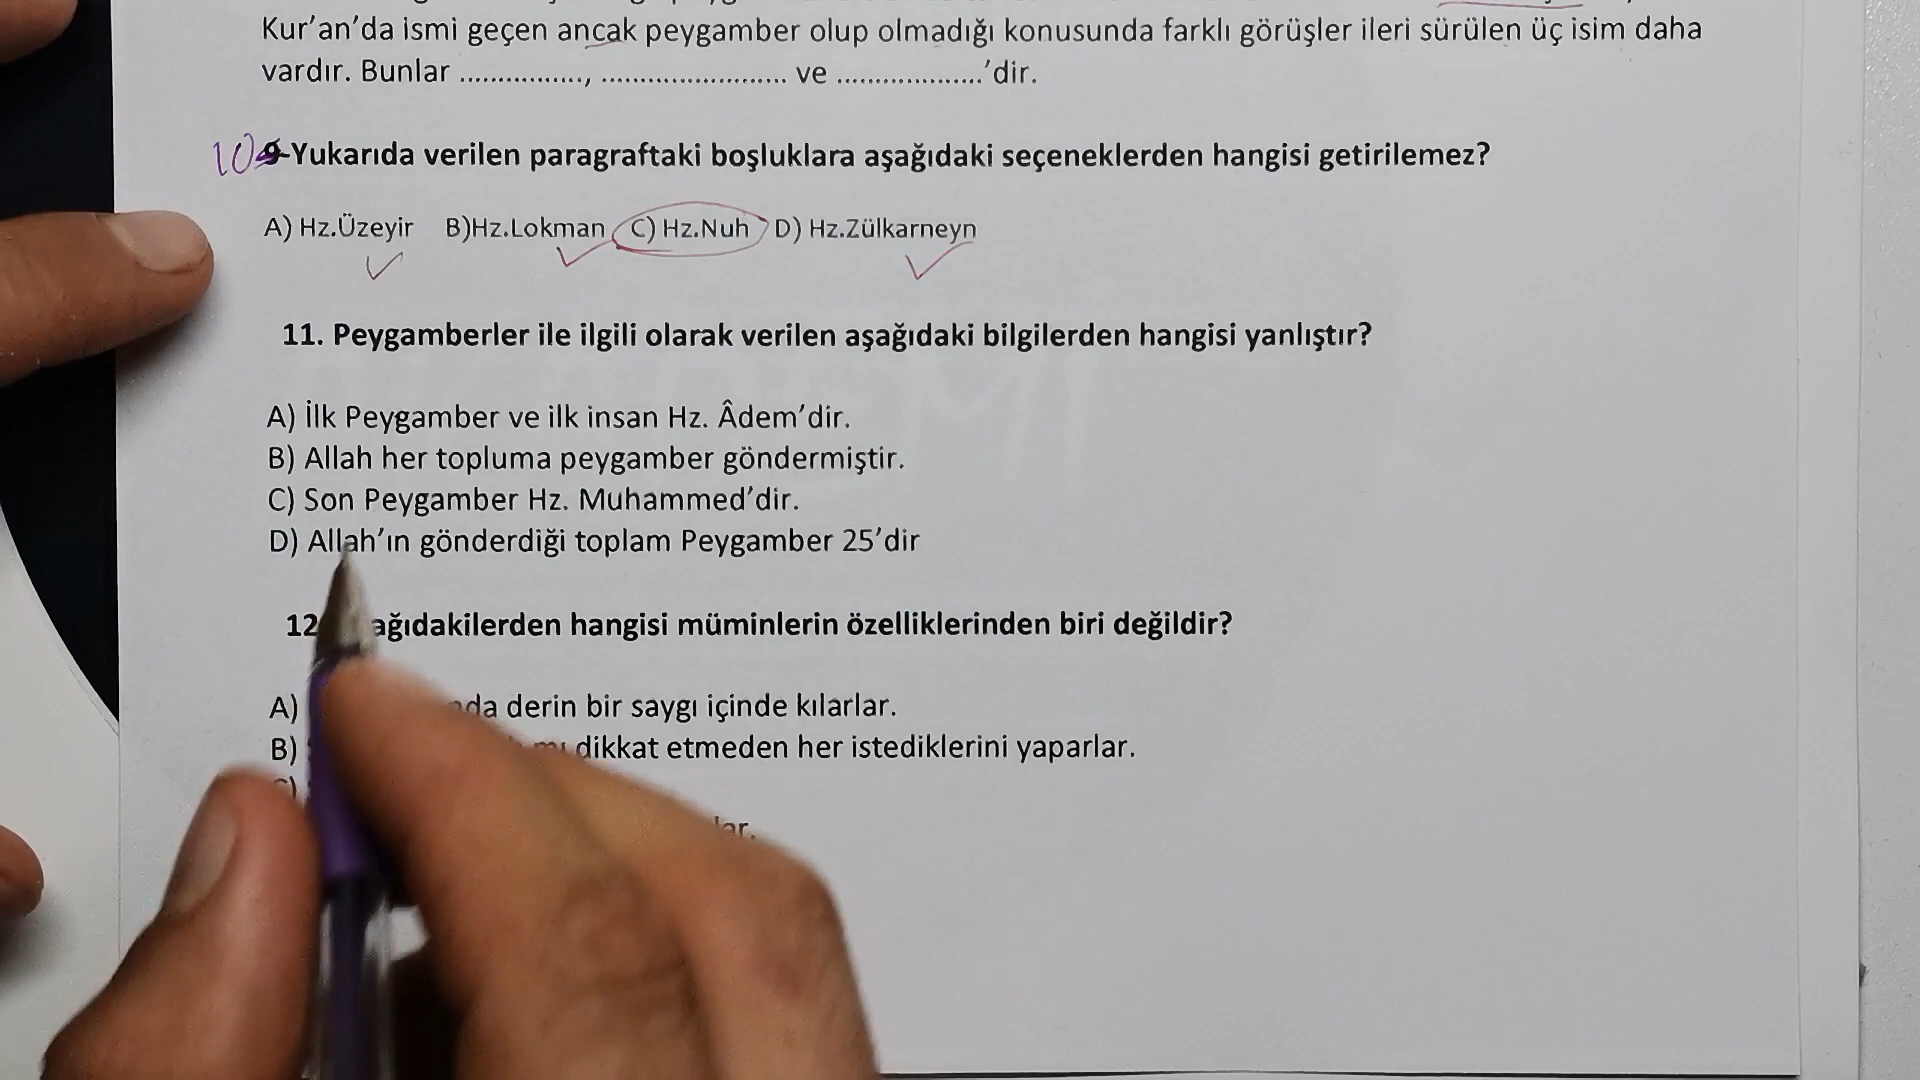 Kur'an'da ismi geçen ancak peygamber olup olmadığı konusunda farklı görüşler ileri sürülen üç isim daha
vardır. Bunlar ................, ........................ ve ...................'dir.
10 9-Yukarıda verilen paragraftaki boşluklara aşağıdaki seçeneklerden hangisi getirilemez?
A) Hz.Üzeyir B)Hz.Lokman C) Hz.Nuh D) Hz.Zülkarneyn
11. Peygamberler ile ilgili olarak verilen aşağıdaki bilgilerden hangisi yanlıştır?
A) İlk Peygamber ve ilk insan Hz. Âdem'dir.
B) Allah her topluma peygamber göndermiştir.
C) Son Peygamber Hz. Muhammed'dir.
D) Allah'ın gönderdiği toplam Peygamber 25'dir
12 hangisi müminlerin özelliklerinden biri değildir?
A) derin bir saygı içinde kılarlar.
B) dikkat etmeden her istediklerini yaparlar.